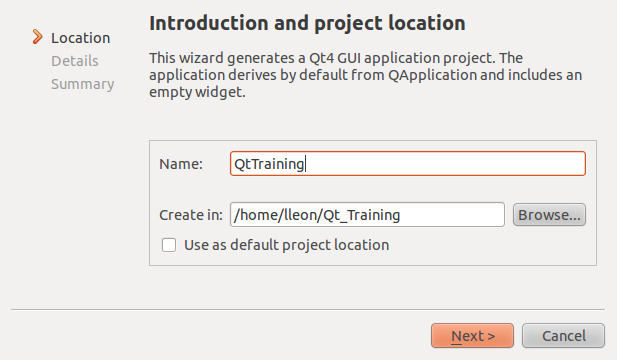 Location
Details
Summary
Introduction and project location
This wizard generates a Qt4 GUI application project. The
application derives by default from QApplication and includes an
empty widget.
Name: QtTraining
Create in: /home/lleon/Qt_Training Browse...
Use as default project location
Next > Cancel